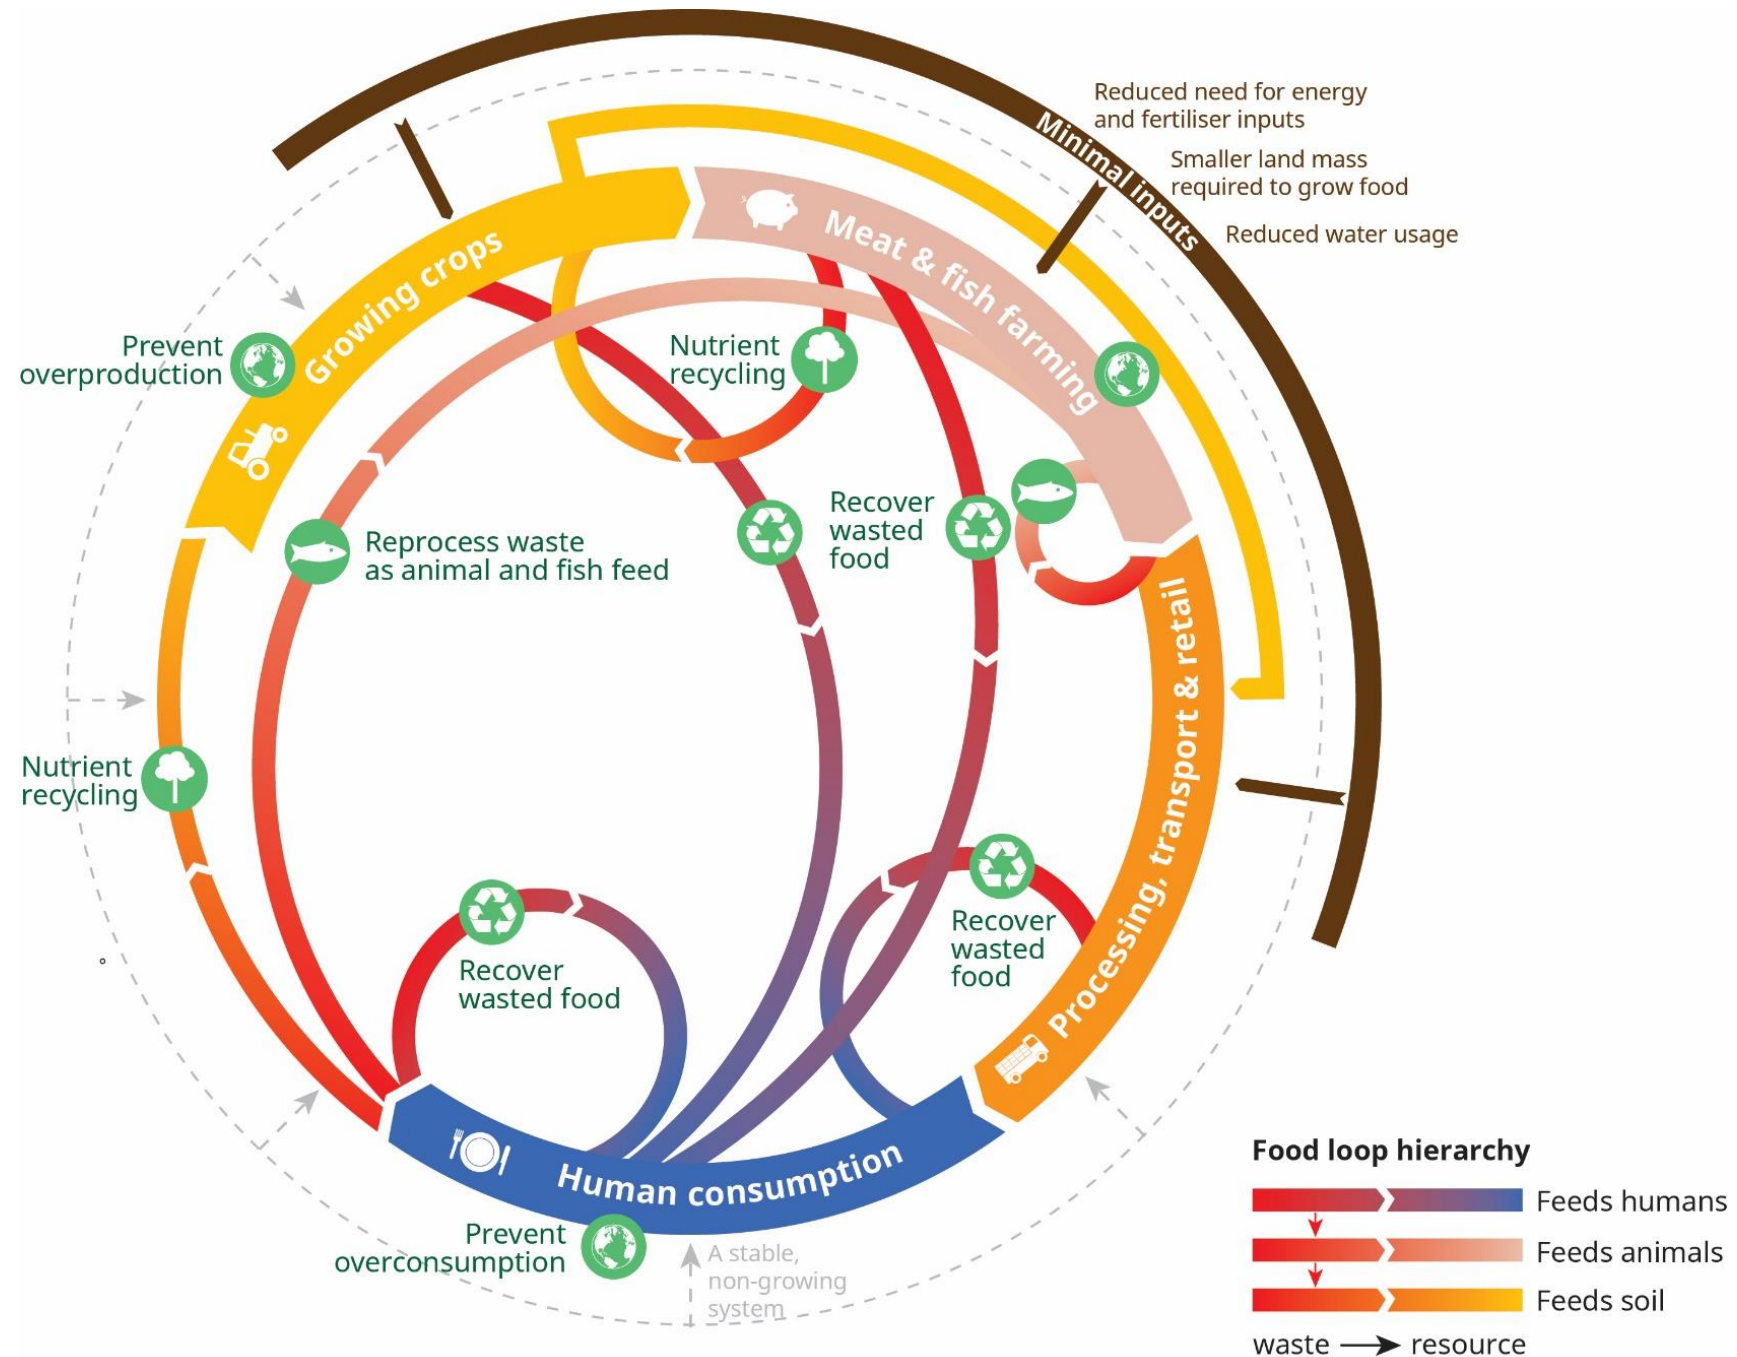 Reduced need for energy
and fertiliser inputs
Minimal inputs
Smaller land mass
required to grow food
Reduced water usage
Growing crops
Meat & fish farming
Prevent
overproduction
Nutrient
recycling
Recover
wasted
food
Reprocess waste
as animal and fish feed
Processing, transport & retail
Nutrient
recycling
Recover
wasted
food
Recover
wasted food
Human consumption
Prevent
overconsumption
A stable,
non-growing
system
Food loop hierarchy
Feeds humans
Feeds animals
Feeds soil
waste
resource